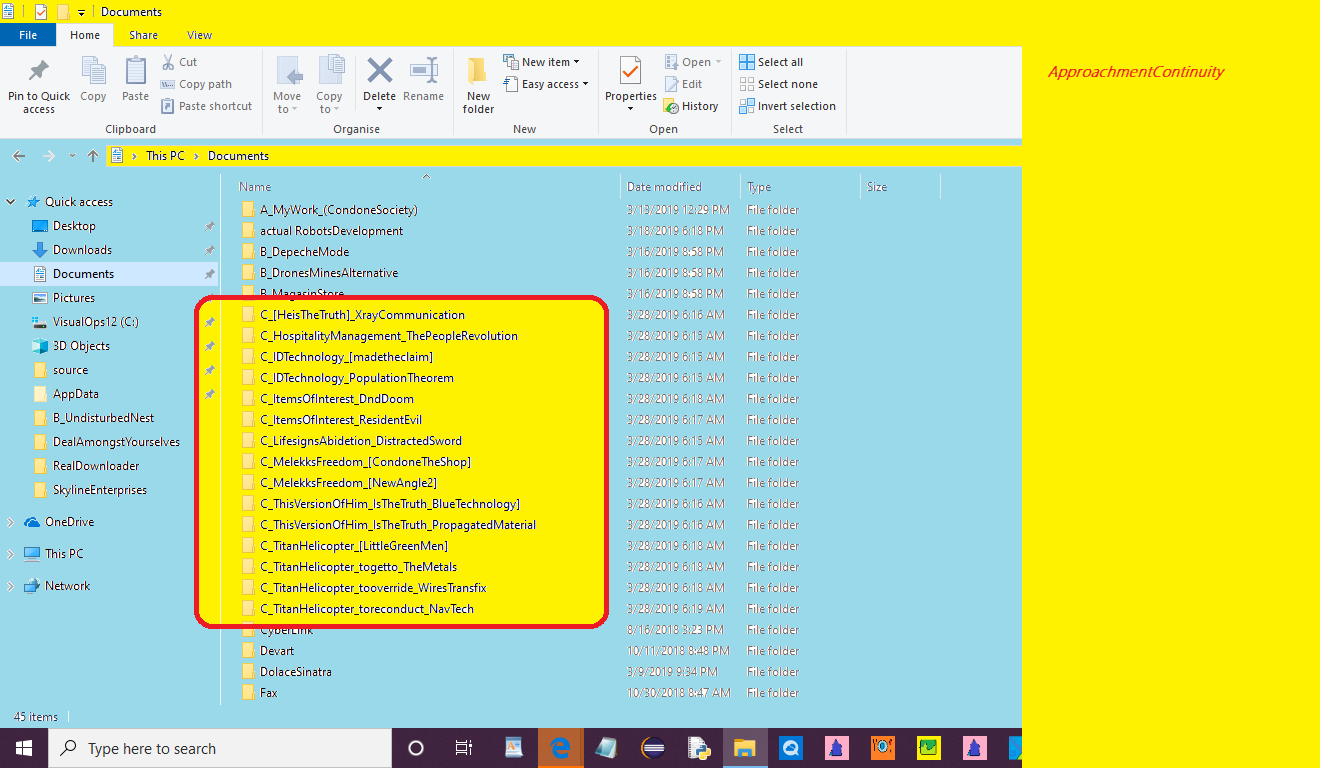 Documents
File Home Share View
Pin to Quick access
Copy
Paste
Cut
Copy path
Paste shortcut
Clipboard
Move to
Copy to
Delete
Rename
Organise
New folder
New item
Easy access
New
Properties
Open
Edit
History
Open
Select all
Select none
Invert selection
Select
ApproachmentContinuity
This PC > Documents
Name Date modified Type Size
Quick access
Desktop
Downloads
Documents
Pictures
VisualOps12 (C:)
3D Objects
source
AppData
B_UndisturbedNest
DealAmongstYourselves
RealDownloader
SkylineEnterprises
OneDrive
This PC
Network
A_MyWork_(CondoneSociety) 3/13/2019 12:29 PM File folder
actual RobotsDevelopment 3/18/2019 6:18 PM File folder
B_DepecheMode 3/16/2019 8:58 PM File folder
B_DronesMinesAlternative 3/16/2019 8:58 PM File folder
B_MagasinStore 3/16/2019 8:58 PM File folder
C_[HeisTheTruth]_XrayCommunication 3/28/2019 6:16 AM File folder
C_HospitalityManagement_ThePeopleRevolution 3/28/2019 6:15 AM File folder
C_IDTechnology_[madetheclaim] 3/28/2019 6:15 AM File folder
C_IDTechnology_PopulationTheorem 3/28/2019 6:15 AM File folder
C_ItemsOfInterest_DndDoom 3/28/2019 6:18 AM File folder
C_ItemsOfInterest_ResidentEvil 3/28/2019 6:17 AM File folder
C_LifesignsAbidetion_DistractedSword 3/28/2019 6:15 AM File folder
C_MelekksFreedom_[CondoneTheShop] 3/28/2019 6:17 AM File folder
C_MelekksFreedom_[NewAngle2] 3/28/2019 6:17 AM File folder
C_ThisVersionOfHim_IsTheTruth_BlueTechnology] 3/28/2019 6:16 AM File folder
C_ThisVersionOfHim_IsTheTruth_PropagatedMaterial 3/28/2019 6:16 AM File folder
C_TitanHelicopter_[LittleGreenMen] 3/28/2019 6:18 AM File folder
C_TitanHelicopter_togetto_TheMetals 3/28/2019 6:18 AM File folder
C_TitanHelicopter_tooverride_WiresTransfix 3/28/2019 6:18 AM File folder
C_TitanHelicopter_toreconduct_NavTech 3/28/2019 6:19 AM File folder
CyberLink 8/16/2018 3:23 PM File folder
Devart 10/11/2018 8:48 PM File folder
DolaceSinatra 3/9/2019 9:34 PM File folder
Fax 10/30/2018 8:47 AM File folder
45 items
Type here to search